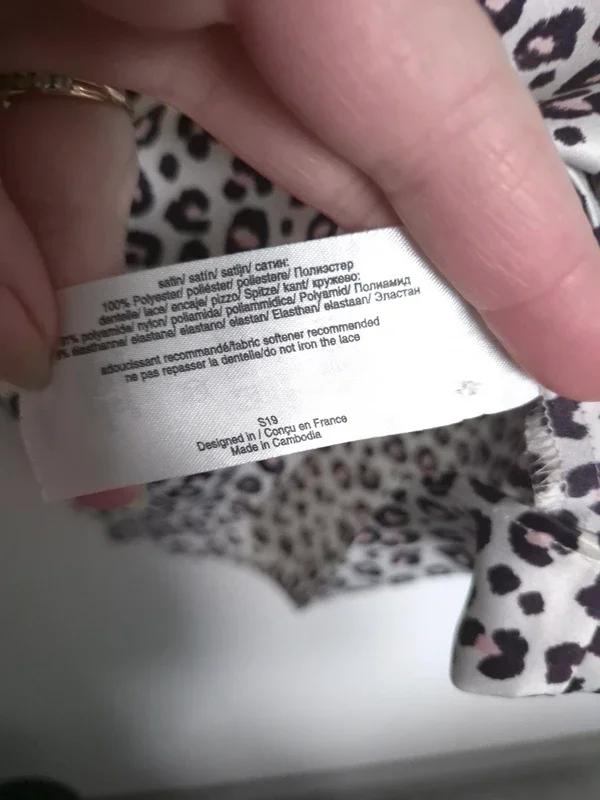 satin/ satín/ satijn/ сатин:
100% Polyester/ poliéster/ poliestere/ Полиэстер
dentelle/ lace/ encaje/ pizzo/ Spitze/ kant/ кружево:
polyamide/ nylon/ poliamida/ poliammidica/ Polyamid/ Полиамид
élasthanne/ elastane/ elastano/ elastan/ Elasthan/ elastaan/ Эластан
adoucissant recommandé/fabric softener recommended
ne pas repasser la dentelle/do not iron the lace
S19
Designed in / Conçu en France
Made in Cambodia